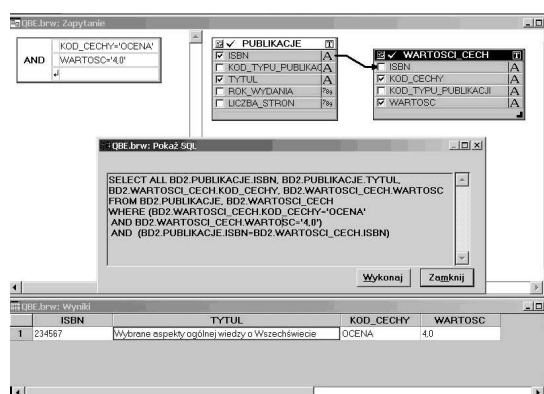 QBE.brw: Zapytanie
AND
KOD_CECHY='OCENA'
WARTOSC='4,0'
PUBLIKACJE
ISBN A
KOD_TYPU_PUBLIKAC A
TYTUL A
ROK_WYDANIA 789
LICZBA_STRON 789
WARTOSCI_CECH
ISBN A
KOD_CECHY A
KOD_TYPU_PUBLIKACJI A
WARTOSC A
QBE.brw: Pokaż SQL
SELECT ALL BD2.PUBLIKACJE.ISBN, BD2.PUBLIKACJE.TYTUL,
BD2.WARTOSCI_CECH.KOD_CECHY, BD2.WARTOSCI_CECH.WARTOSC
FROM BD2.PUBLIKACJE, BD2.WARTOSCI_CECH
WHERE (BD2.WARTOSCI_CECH.KOD_CECHY='OCENA'
AND BD2.WARTOSCI_CECH.WARTOSC='4,0')
AND (BD2.PUBLIKACJE.ISBN=BD2.WARTOSCI_CECH.ISBN)
Wykonaj Zamknij
QBE.brw: Wyniki
ISBN TYTUL KOD_CECHY WARTOSC
1 234567 Wybrane aspekty ogólnej wiedzy o Wszechświecie OCENA 4,0